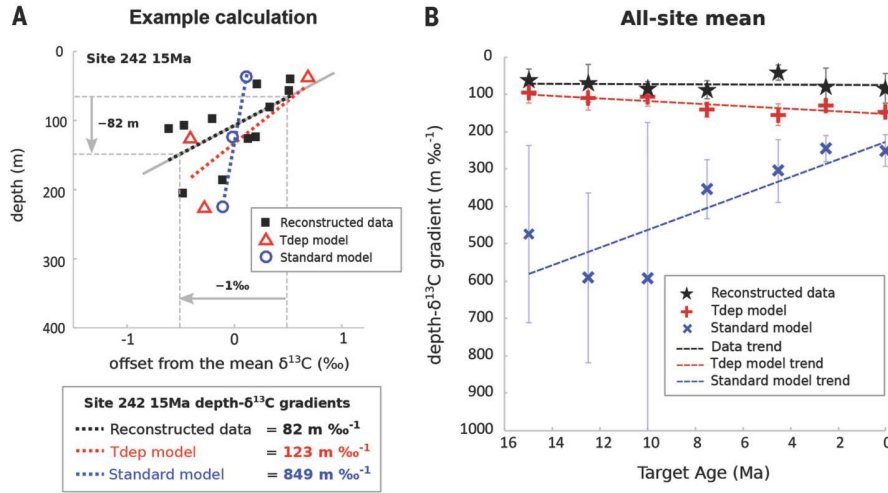 A
Example calculation
Site 242 15Ma
0
100
200
300
400
depth (m)
~82 m
~1‰
Reconstructed data
Tdep model
Standard model
-1
0
1
offset from the mean δ¹³C (‰)
Site 242 15Ma depth-δ¹³C gradients
Reconstructed data = 82 m ‰⁻¹
Tdep model = 123 m ‰⁻¹
Standard model = 849 m ‰⁻¹
B
All-site mean
0
100
200
300
400
500
600
700
800
900
1000
depth-δ¹³C gradient (m ‰⁻¹)
Reconstructed data
Tdep model
Standard model
Data trend
Tdep model trend
Standard model trend
16
14
12
10
8
6
4
2
0
Target Age (Ma)